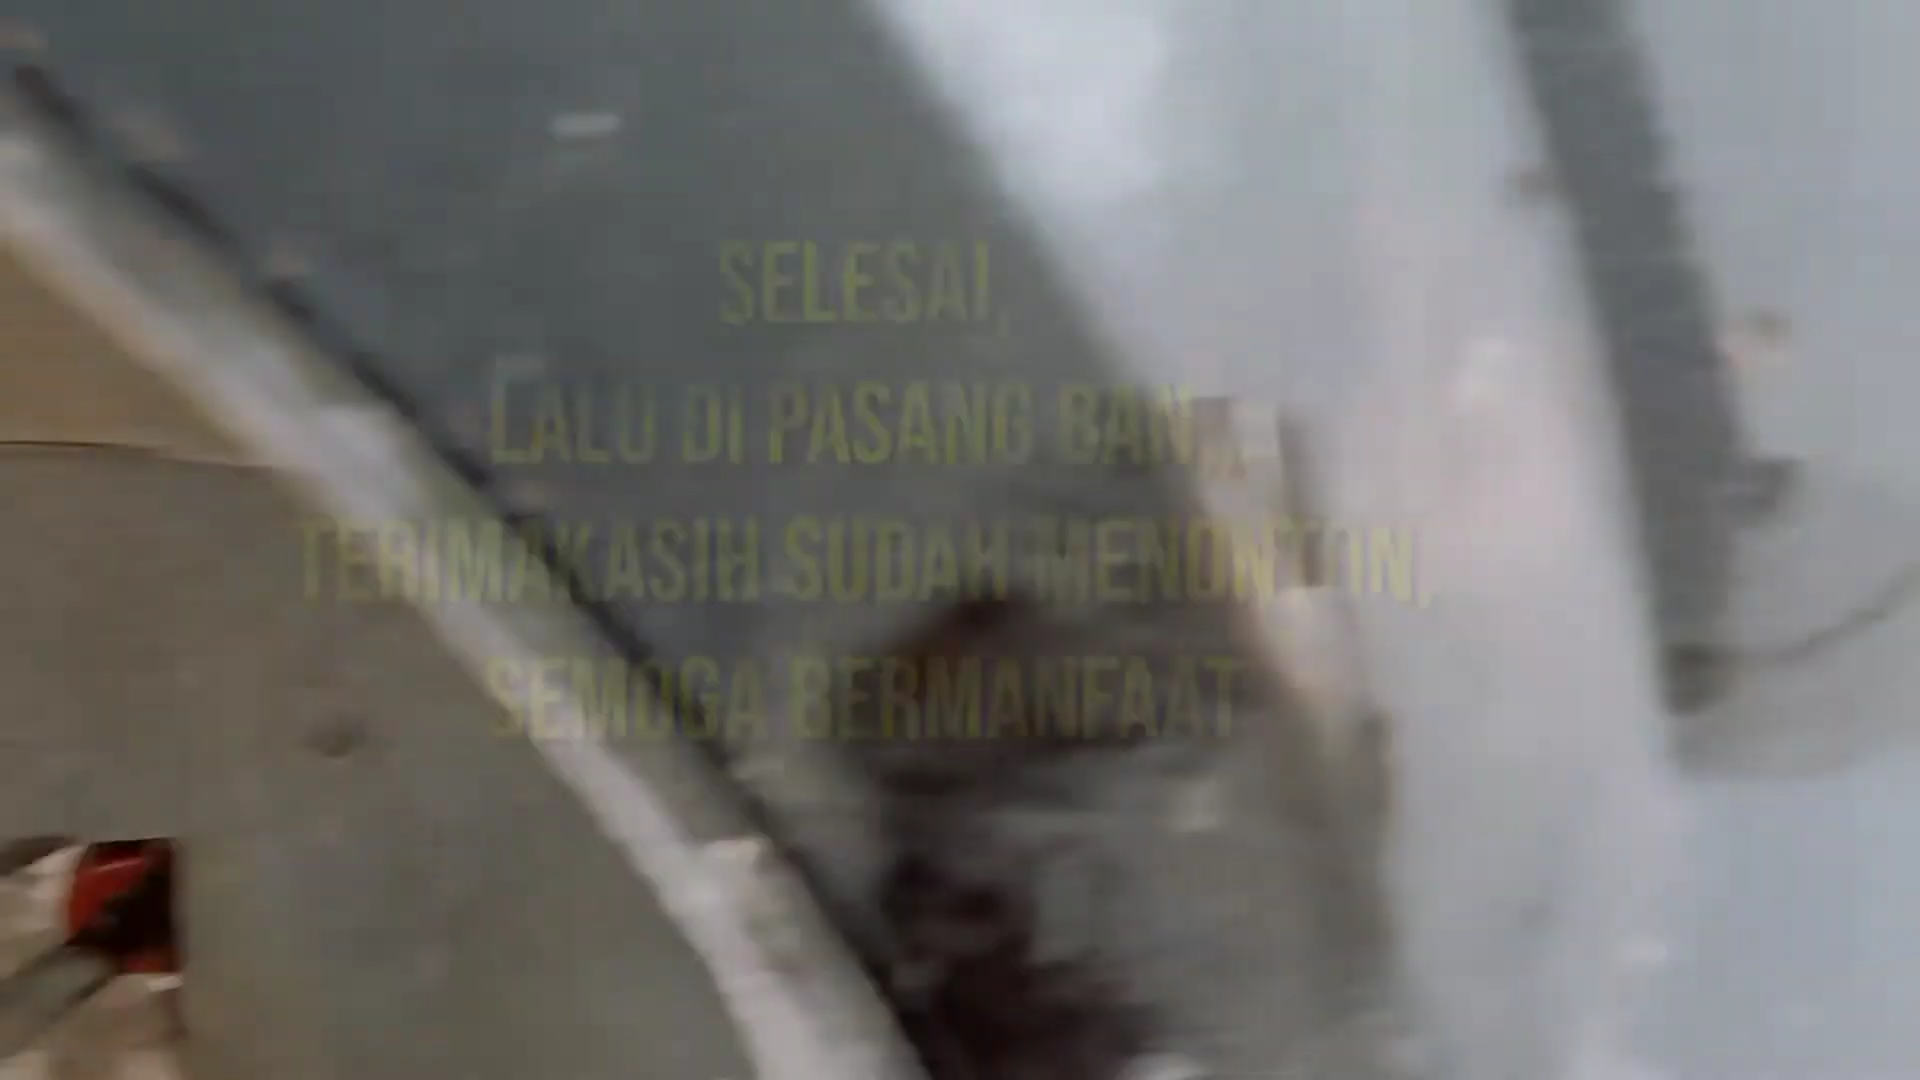 SELESAI,
LALU DI PASANG BAN,,,
TERIMAKASIH SUDAH MENONTON,
SEMOGA BERMANFAAT